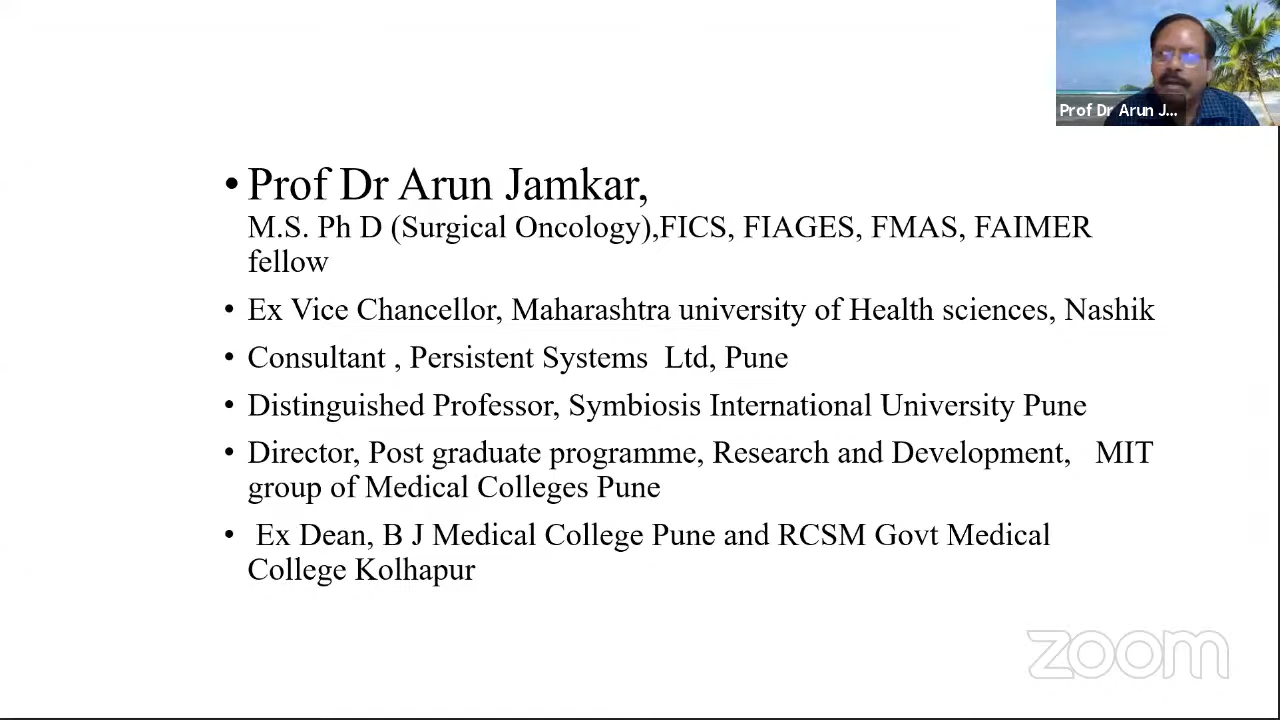 Prof Dr Arun J...
• Prof Dr Arun Jamkar,
M.S. Ph D (Surgical Oncology),FICS, FIAGES, FMAS, FAIMER
fellow
• Ex Vice Chancellor, Maharashtra university of Health sciences, Nashik
• Consultant , Persistent Systems  Ltd, Pune
• Distinguished Professor, Symbiosis International University Pune
• Director, Post graduate programme, Research and Development,   MIT
group of Medical Colleges Pune
•  Ex Dean, B J Medical College Pune and RCSM Govt Medical
College Kolhapur
zoom